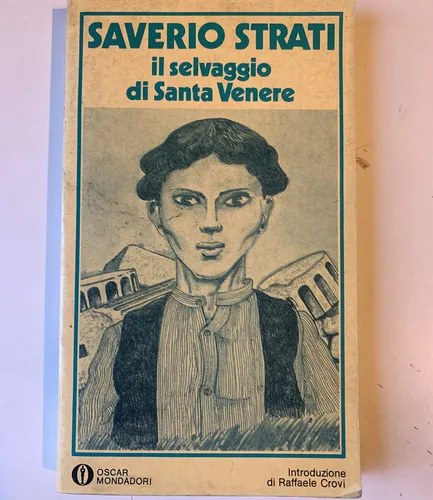 SAVERIO STRATI
il selvaggio
di Santa Venere
OSCAR
MONDADORI
Introduzione
di Raffaele Crovi